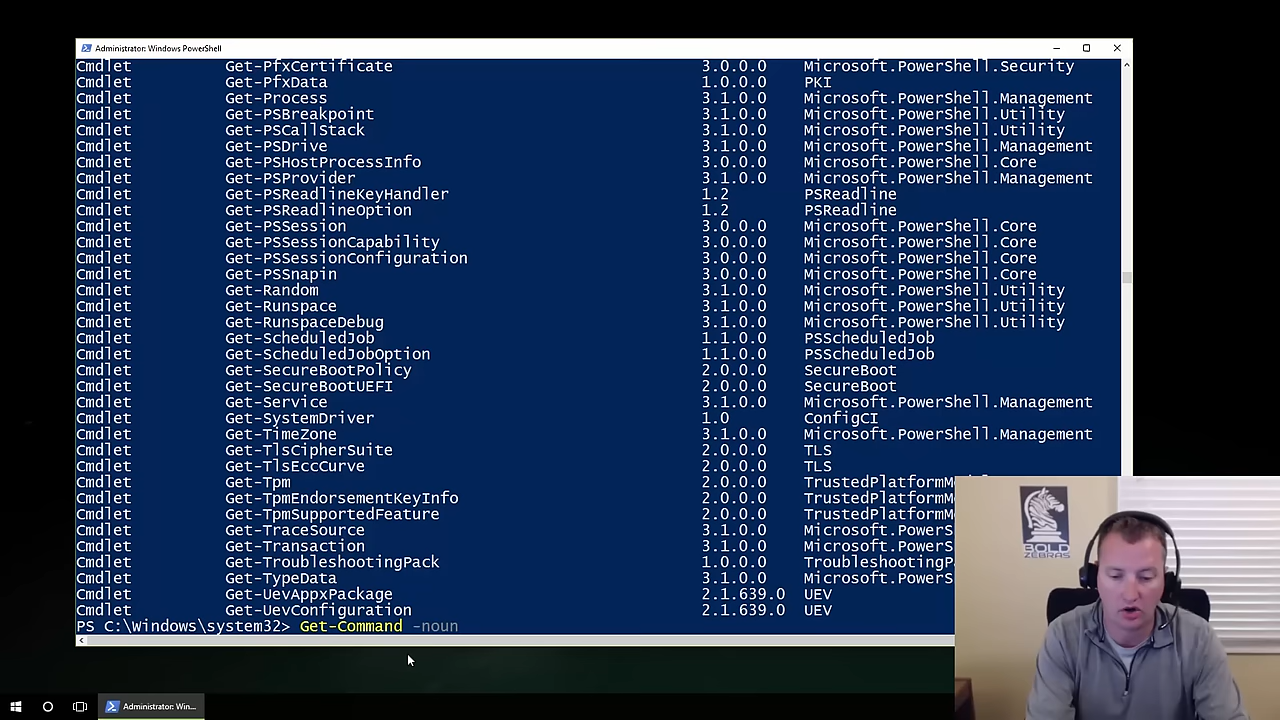 Administrator: Windows PowerShell
Cmdlet Get-PfxCertificate 3.0.0.0 Microsoft.PowerShell.Security
Cmdlet Get-PfxData 1.0.0.0 PKI
Cmdlet Get-Process 3.1.0.0 Microsoft.PowerShell.Management
Cmdlet Get-PSBreakpoint 3.1.0.0 Microsoft.PowerShell.Utility
Cmdlet Get-PSCallStack 3.1.0.0 Microsoft.PowerShell.Utility
Cmdlet Get-PSDrive 3.1.0.0 Microsoft.PowerShell.Management
Cmdlet Get-PSHostProcessInfo 3.0.0.0 Microsoft.PowerShell.Core
Cmdlet Get-PSProvider 3.1.0.0 Microsoft.PowerShell.Management
Cmdlet Get-PSReadlineKeyHandler 1.2 PSReadline
Cmdlet Get-PSReadlineOption 1.2 PSReadline
Cmdlet Get-PSSession 3.0.0.0 Microsoft.PowerShell.Core
Cmdlet Get-PSSessionCapability 3.0.0.0 Microsoft.PowerShell.Core
Cmdlet Get-PSSessionConfiguration 3.0.0.0 Microsoft.PowerShell.Core
Cmdlet Get-PSSnapin 3.0.0.0 Microsoft.PowerShell.Core
Cmdlet Get-Random 3.1.0.0 Microsoft.PowerShell.Utility
Cmdlet Get-Runspace 3.1.0.0 Microsoft.PowerShell.Utility
Cmdlet Get-RunspaceDebug 3.1.0.0 Microsoft.PowerShell.Utility
Cmdlet Get-ScheduledJob 1.1.0.0 PSScheduledJob
Cmdlet Get-ScheduledJobOption 1.1.0.0 PSScheduledJob
Cmdlet Get-SecureBootPolicy 2.0.0.0 SecureBoot
Cmdlet Get-SecureBootUEFI 2.0.0.0 SecureBoot
Cmdlet Get-Service 3.1.0.0 Microsoft.PowerShell.Management
Cmdlet Get-SystemDriver 1.0 ConfigCI
Cmdlet Get-TimeZone 3.1.0.0 Microsoft.PowerShell.Management
Cmdlet Get-TlsCipherSuite 2.0.0.0 TLS
Cmdlet Get-TlsEccCurve 2.0.0.0 TLS
Cmdlet Get-Tpm 2.0.0.0 TrustedPlatformM
Cmdlet Get-TpmEndorsementKeyInfo 2.0.0.0 TrustedPlatformM
Cmdlet Get-TpmSupportedFeature 2.0.0.0 TrustedPlatformM
Cmdlet Get-TraceSource 3.1.0.0 Microsoft.PowerS
Cmdlet Get-Transaction 3.1.0.0 Microsoft.PowerS
Cmdlet Get-TroubleshootingPack 1.0.0.0 TroubleshootingP
Cmdlet Get-TypeData 3.1.0.0 Microsoft.PowerS
Cmdlet Get-UevAppxPackage 2.1.639.0 UEV
Cmdlet Get-UevConfiguration 2.1.639.0 UEV
PS C:\Windows\system32> Get-Command -noun
BOLD
ZEBRAS
Administrator: Win...